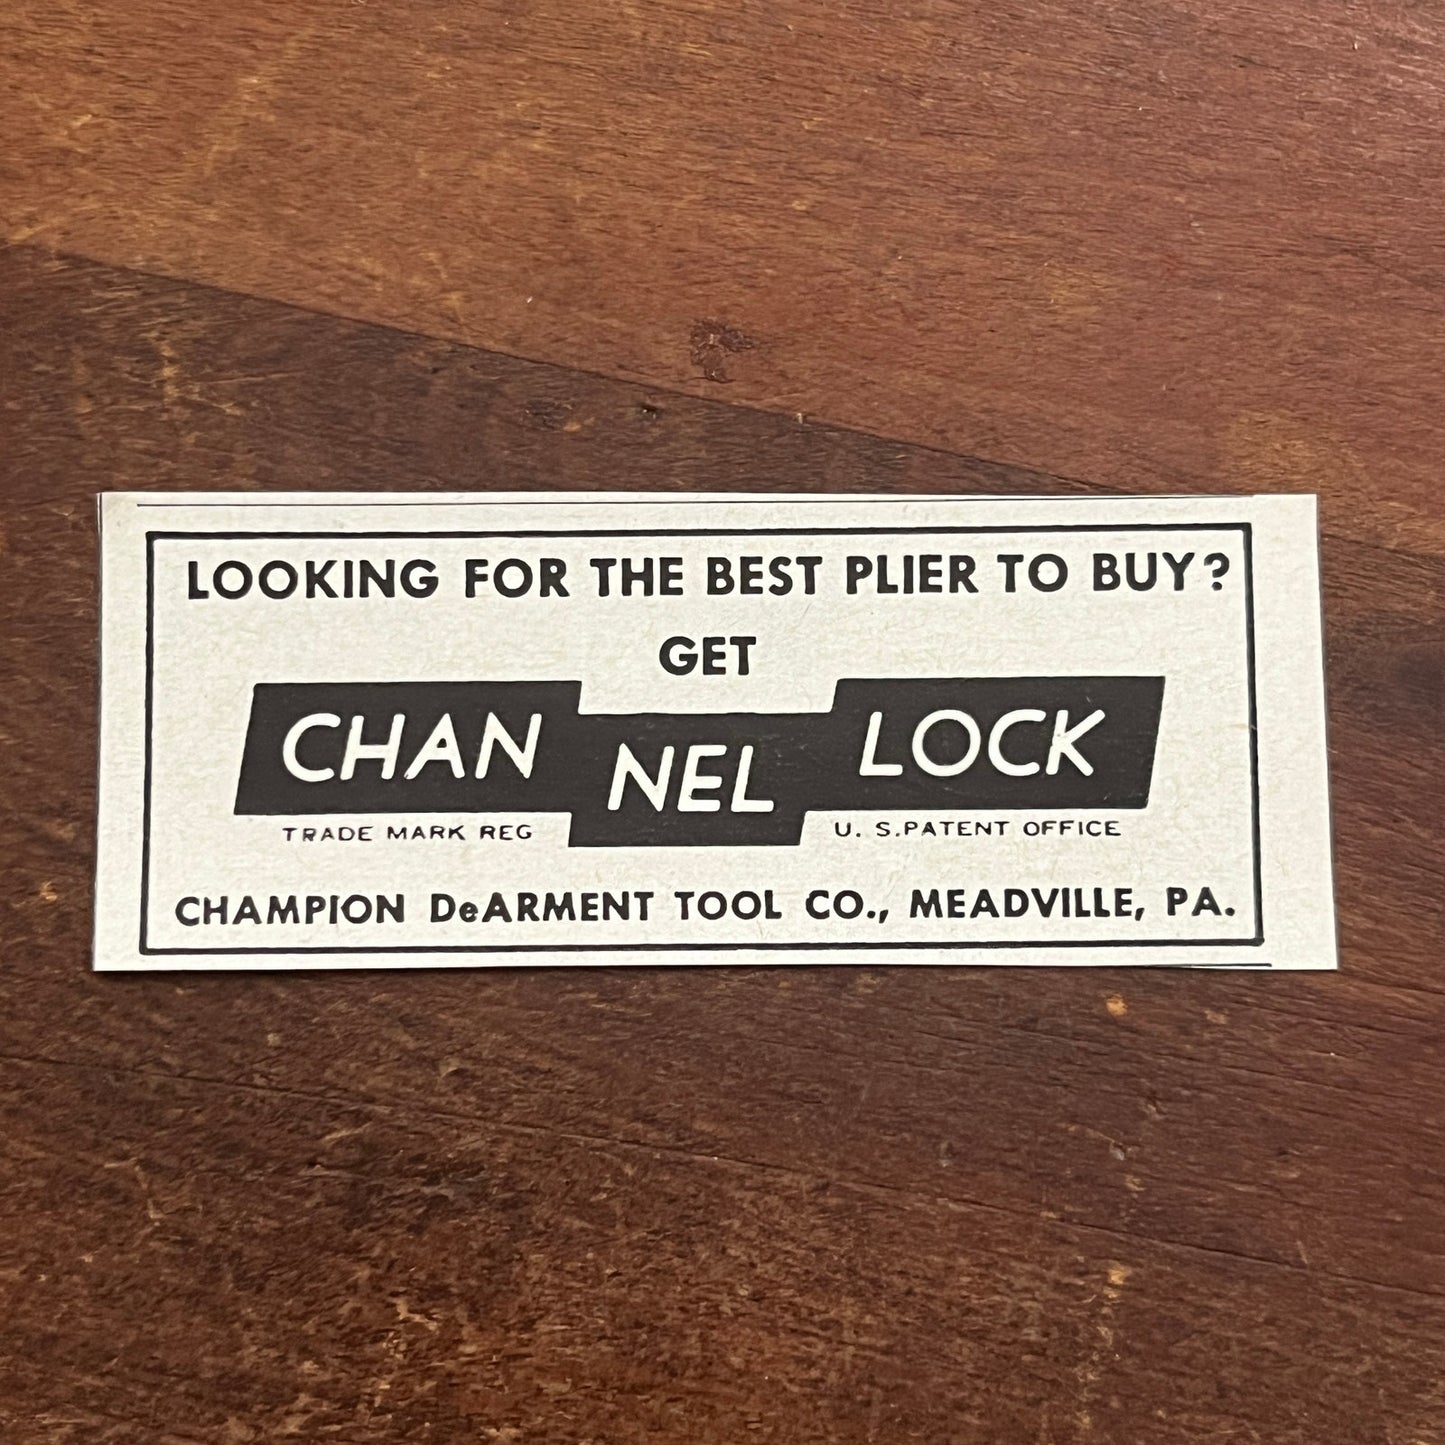 LOOKING FOR THE BEST PLIER TO BUY?
GET
CHAN NEL LOCK
TRADE MARK REG U. S. PATENT OFFICE
CHAMPION DeARMENT TOOL CO., MEADVILLE, PA.